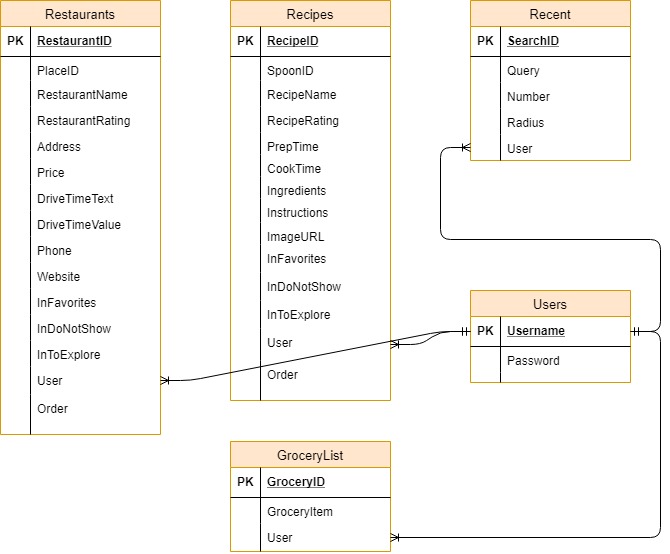 Restaurants
PK RestaurantID
PlaceID
RestaurantName
RestaurantRating
Address
Price
DriveTimeText
DriveTimeValue
Phone
Website
InFavorites
InDoNotShow
InToExplore
User
Order
Recipes
PK RecipeID
SpoonID
RecipeName
RecipeRating
PrepTime
CookTime
Ingredients
Instructions
ImageURL
InFavorites
InDoNotShow
InToExplore
User
Order
Recent
PK SearchID
Query
Number
Radius
User
Users
PK Username
Password
GroceryList
PK GroceryID
GroceryItem
User